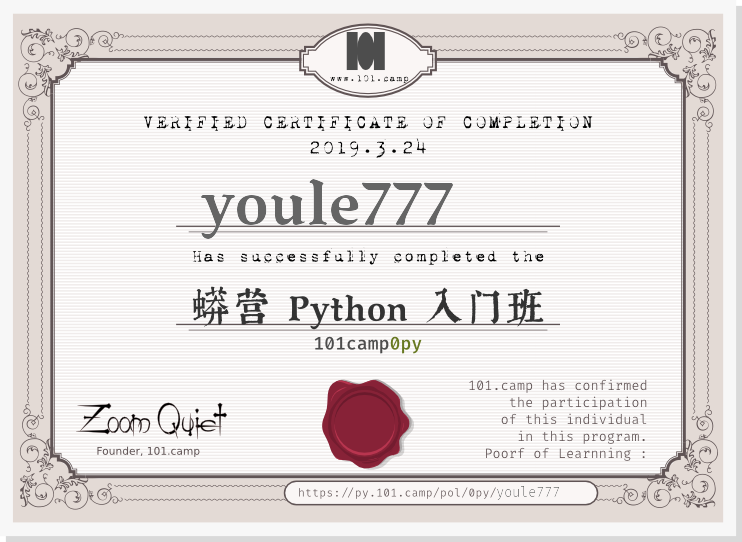 101
www.101.camp
VERIFIED CERTIFICATE OF COMPLETION
2019.3.24
youle777
Has successfully completed the
蟒营 Python 入门班
101camp0py
101.camp has confirmed
the participation
of this individual
in this program.
Poorf of Learnning :
Zoom Quiet
Founder, 101.camp
https://py.101.camp/pol/0py/youle777